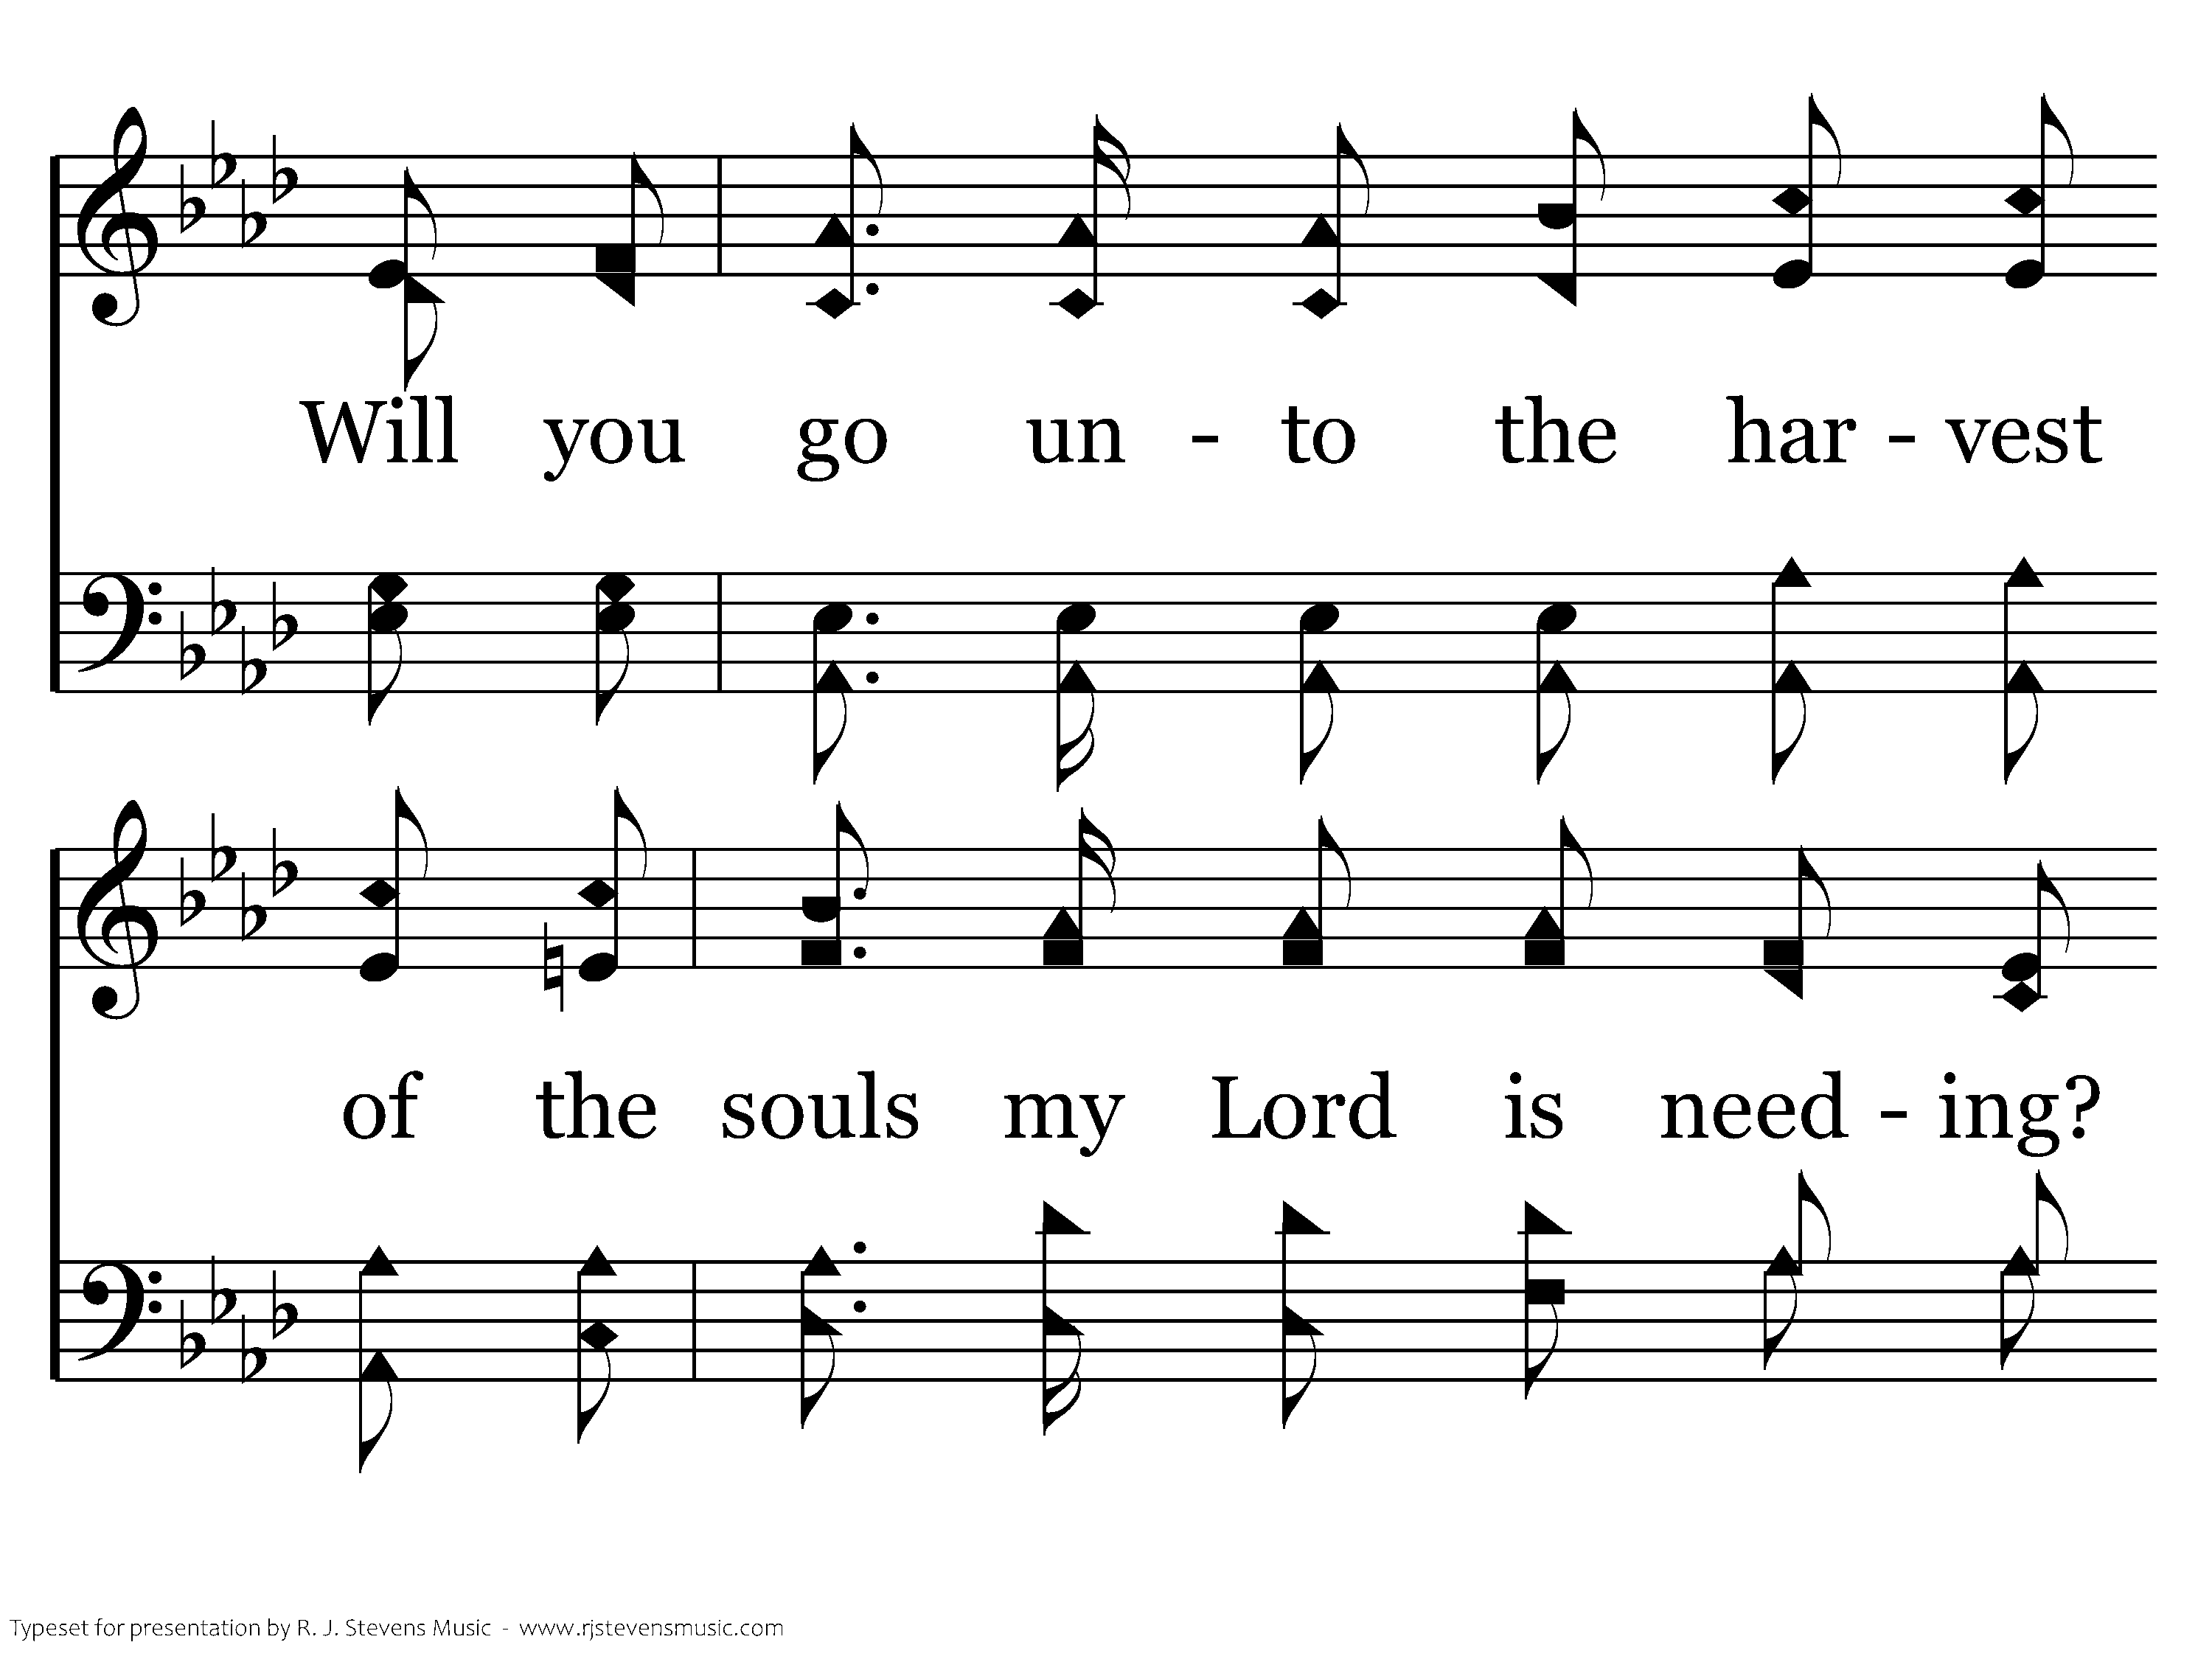 Will you go un - to the har - vest
of the souls my Lord is need - ing?
Typeset for presentation by R. J. Stevens Music - www.rjstevensmusic.com